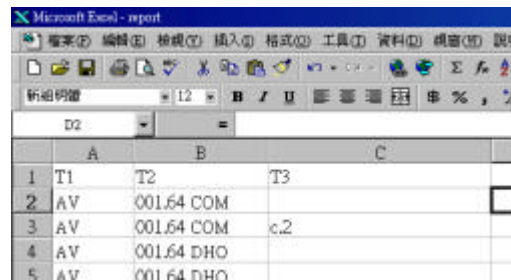 Microsoft Excel - report
檔案(F) 編輯(E) 檢視(V) 插入(I) 格式(O) 工具(T) 資料(D) 視窗(W) 說
新細明體 12 B I U $ % ,
D2 =
A B C
1 T1 T2 T3
2 AV 001.64 COM
3 AV 001.64 COM c.2
4 AV 001.64 DHO
5 AV 001.64 DHO